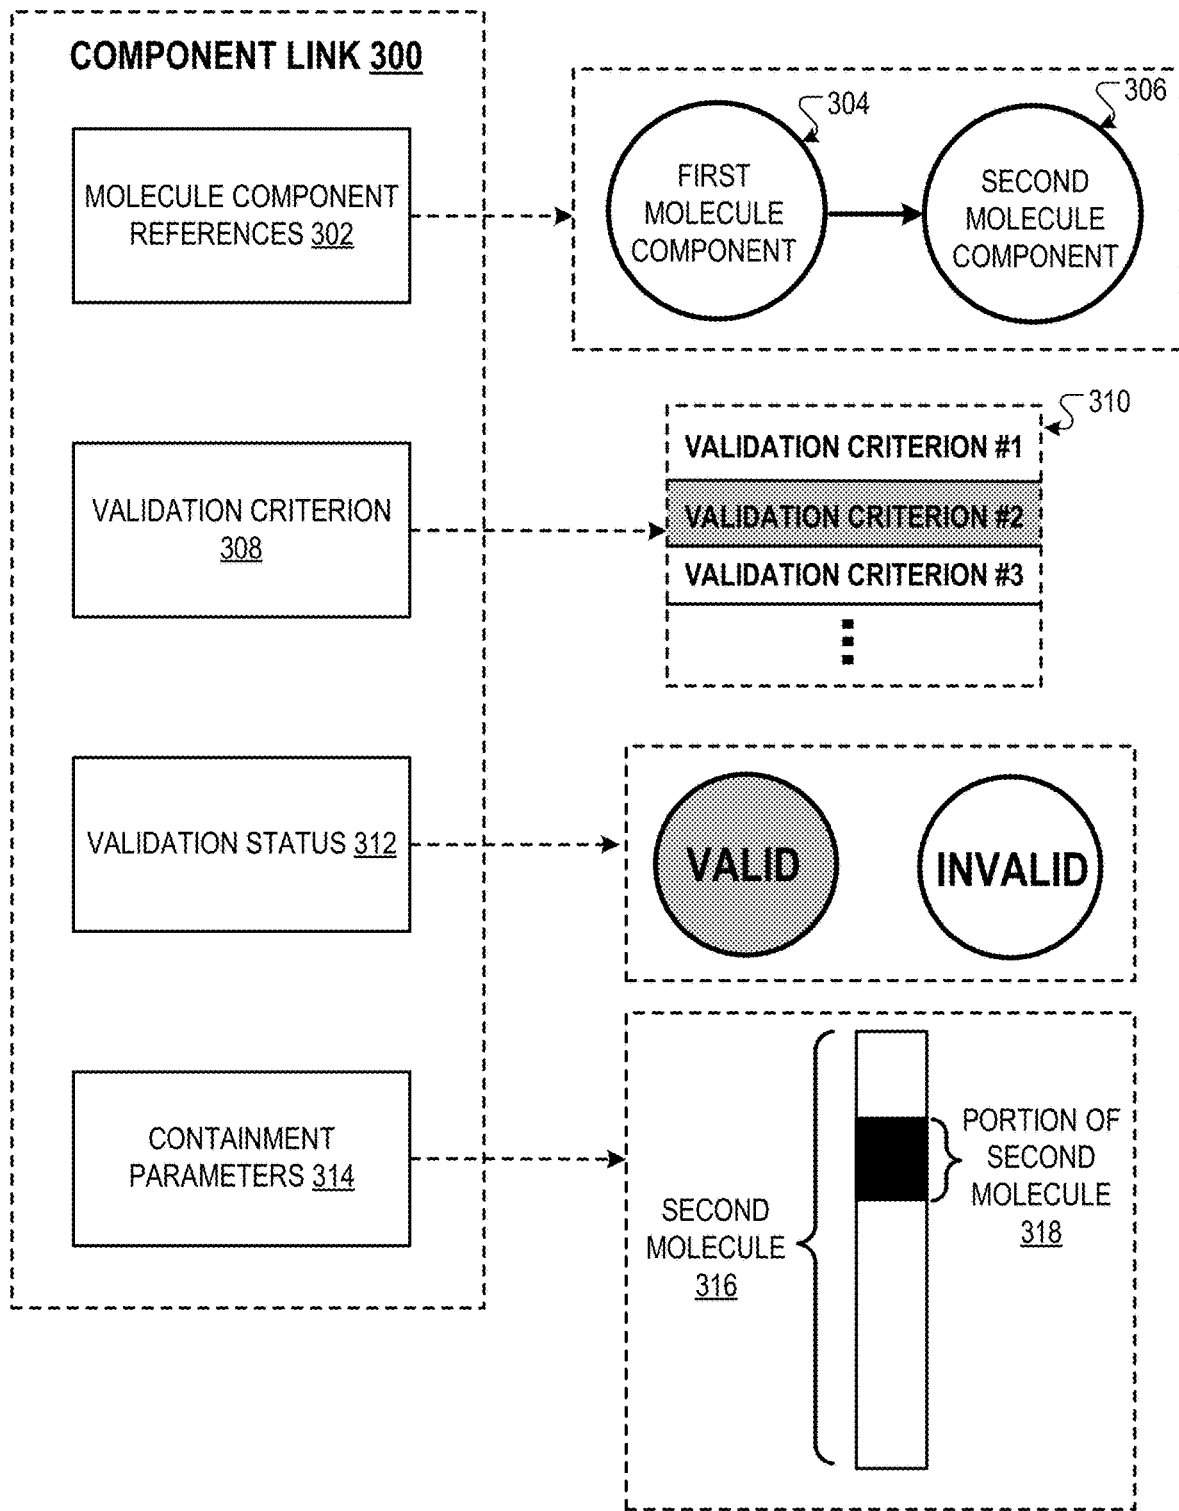 COMPONENT LINK 300
MOLECULE COMPONENT
REFERENCES 302
304
FIRST
MOLECULE
COMPONENT
306
SECOND
MOLECULE
COMPONENT
VALIDATION CRITERION
308
310
VALIDATION CRITERION #1
VALIDATION CRITERION #2
VALIDATION CRITERION #3
VALIDATION STATUS 312
VALID
INVALID
CONTAINMENT
PARAMETERS 314
SECOND
MOLECULE
316
PORTION OF
SECOND
MOLECULE
318